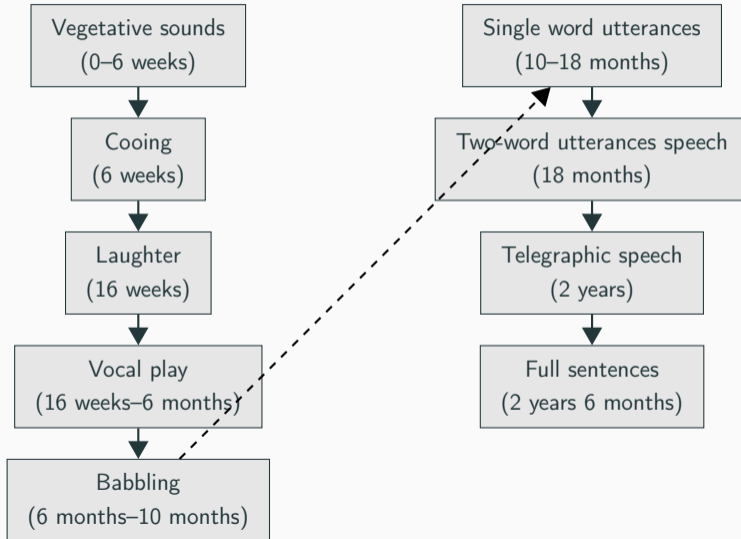 Vegetative sounds
(0–6 weeks)
Cooing
(6 weeks)
Laughter
(16 weeks)
Vocal play
(16 weeks–6 months)
Babbling
(6 months–10 months)
Single word utterances
(10–18 months)
Two-word utterances speech
(18 months)
Telegraphic speech
(2 years)
Full sentences
(2 years 6 months)